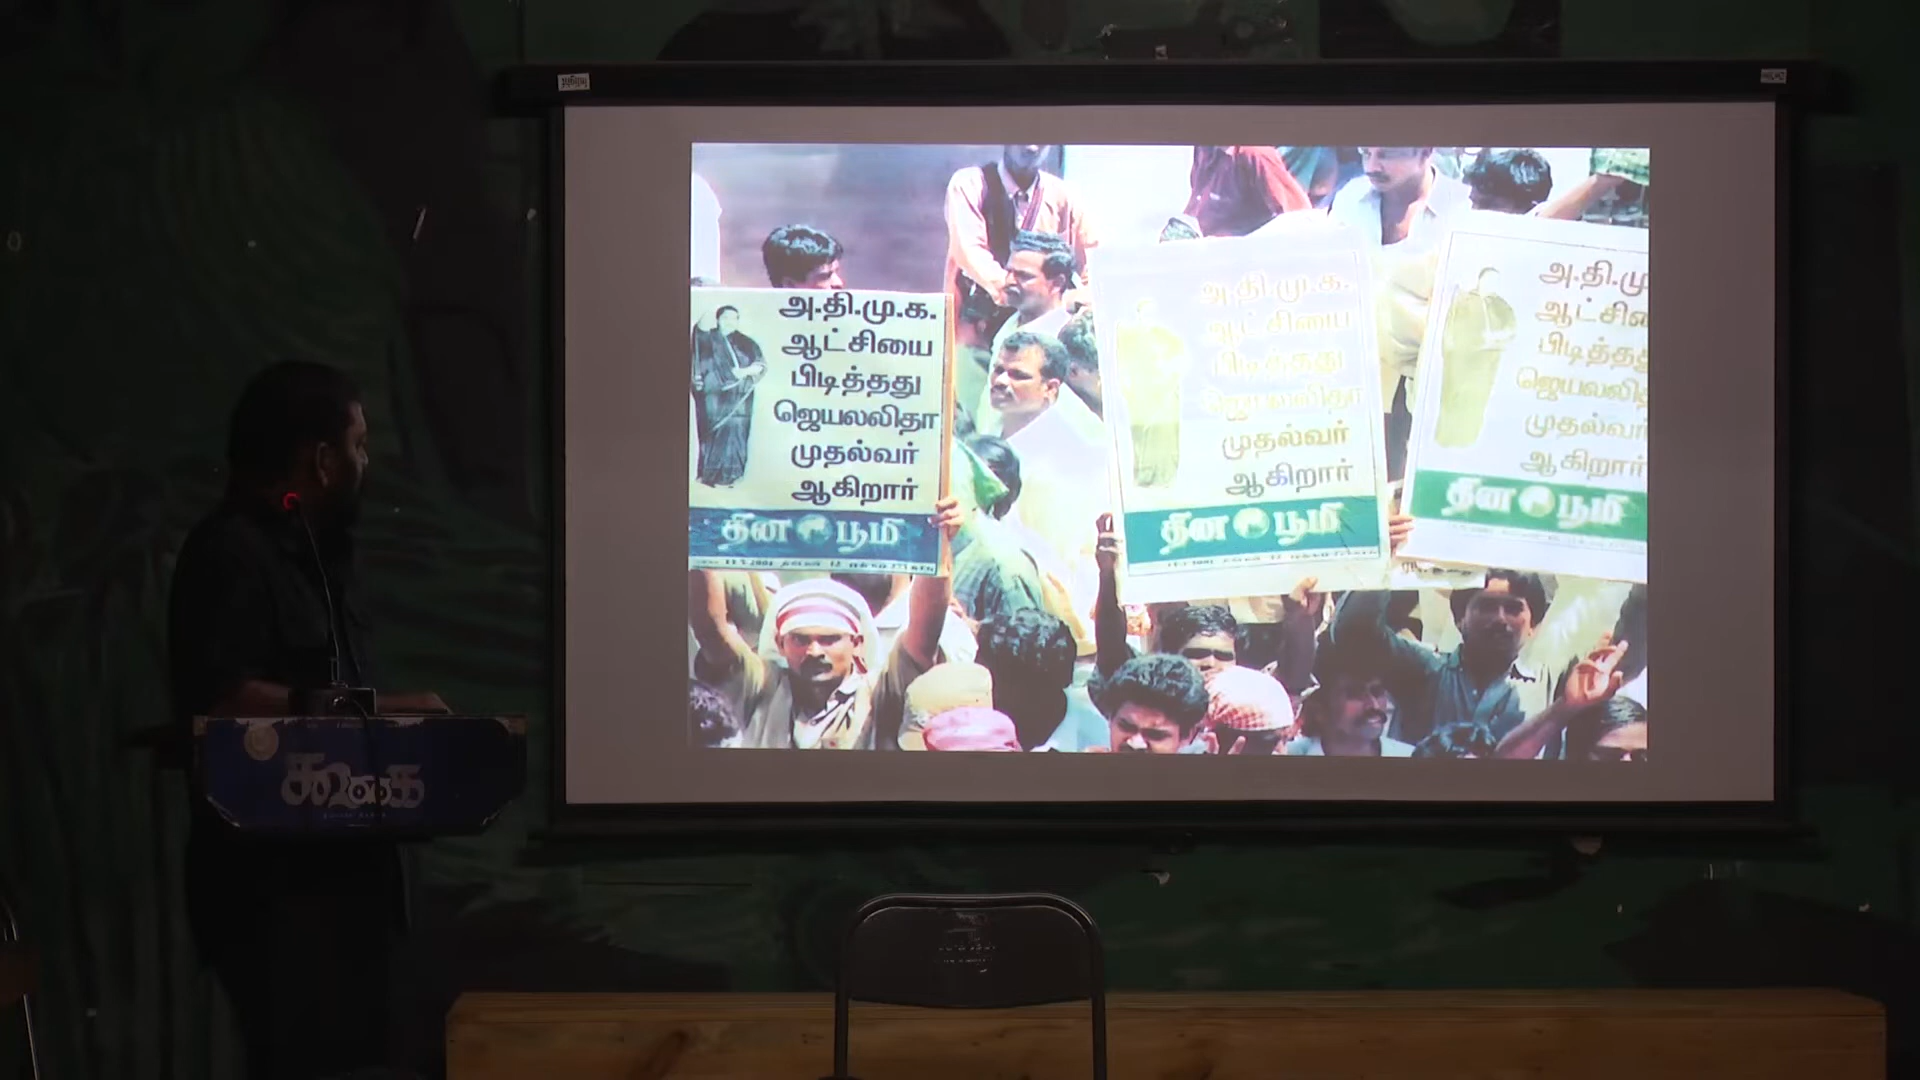 அ.தி.மு.க.
ஆட்சியை
பிடித்தது
ஜெயலலிதா
முதல்வர்
ஆகிறார்
தின பூமி
அ.தி.மு.க.
ஆட்சியை
பிடித்தது
ஜெயலலிதா
முதல்வர்
ஆகிறார்
தின பூமி
அ.தி.மு
ஆட்சியை
பிடித்தது
ஜெயலலி
முதல்வர்
ஆகிறார்
தின பூமி
கூகை